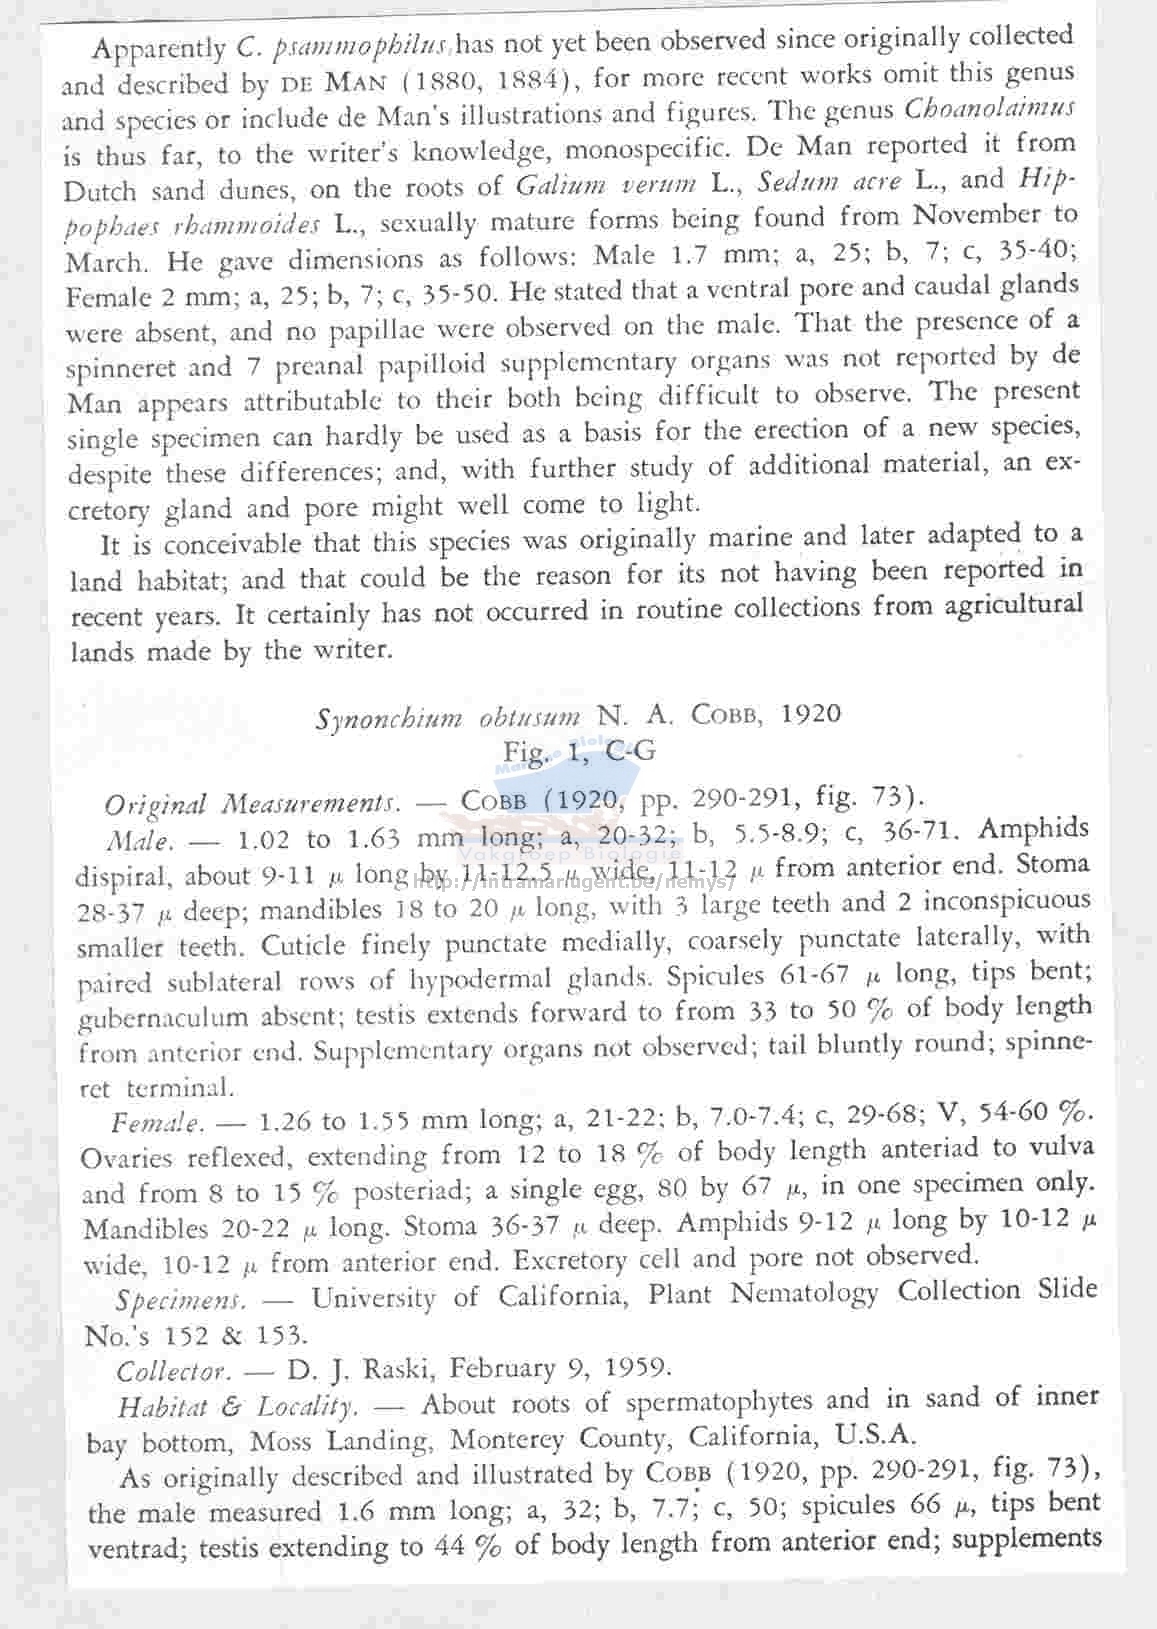 Apparently C. psammophilus has not yet been observed since originally collected
and described by DE MAN (1880, 1884), for more recent works omit this genus
and species or include de Man's illustrations and figures. The genus Choanolaimus
is thus far, to the writer's knowledge, monospecific. De Man reported it from
Dutch sand dunes, on the roots of Galium verum L., Sedum acre L., and Hip-
pophaes rhammoides L., sexually mature forms being found from November to
March. He gave dimensions as follows: Male 1.7 mm; a, 25; b, 7; c, 35-40;
Female 2 mm; a, 25; b, 7; c, 35-50. He stated that a ventral pore and caudal glands
were absent, and no papillae were observed on the male. That the presence of a
spinneret and 7 preanal papilloid supplementary organs was not reported by de
Man appears attributable to their both being difficult to observe. The present
single specimen can hardly be used as a basis for the erection of a new species,
despite these differences; and, with further study of additional material, an ex-
cretory gland and pore might well come to light.
It is conceivable that this species was originally marine and later adapted to a
land habitat; and that could be the reason for its not having been reported in
recent years. It certainly has not occurred in routine collections from agricultural
lands made by the writer.
Synonchium obtusum N. A. COBB, 1920
Fig. 1, C-G
Original Measurements. — COBB (1920, pp. 290-291, fig. 73).
Male. — 1.02 to 1.63 mm long; a, 20-32; b, 5.5-8.9; c, 36-71. Amphids
Vakgroep Biologie
dispiral, about 9-11 μ long by 11-12.5 μ wide, 11-12 μ from anterior end. Stoma
28-37 μ deep; mandibles 18 to 20 μ long, with 3 large teeth and 2 inconspicuous
smaller teeth. Cuticle finely punctate medially, coarsely punctate laterally, with
paired sublateral rows of hypodermal glands. Spicules 61-67 μ long, tips bent;
gubernaculum absent; testis extends forward to from 33 to 50 % of body length
from anterior end. Supplementary organs not observed; tail bluntly round; spinne-
ret terminal.
Female. — 1.26 to 1.55 mm long; a, 21-22; b, 7.0-7.4; c, 29-68; V, 54-60 %.
Ovaries reflexed, extending from 12 to 18 % of body length anteriad to vulva
and from 8 to 15 % posteriad; a single egg, 80 by 67 μ, in one specimen only.
Mandibles 20-22 μ long. Stoma 36-37 μ deep. Amphids 9-12 μ long by 10-12 μ
wide, 10-12 μ from anterior end. Excretory cell and pore not observed.
Specimens. — University of California, Plant Nematology Collection Slide
No.'s 152 & 153.
Collector. — D. J. Raski, February 9, 1959.
Habitat & Locality. — About roots of spermatophytes and in sand of inner
bay bottom, Moss Landing, Monterey County, California, U.S.A.
As originally described and illustrated by COBB (1920, pp. 290-291, fig. 73),
the male measured 1.6 mm long; a, 32; b, 7.7; c, 50; spicules 66 μ, tips bent
ventrad; testis extending to 44 % of body length from anterior end; supplements